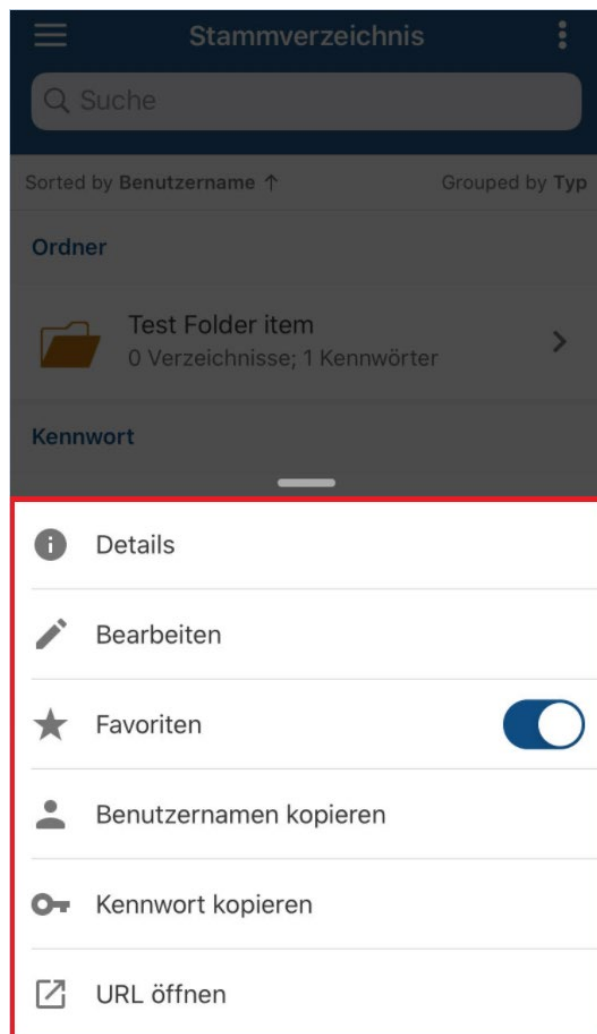 Stammverzeichnis
Suche
Sorted by Benutzername ↑ Grouped by Typ
Ordner
Test Folder item
0 Verzeichnisse; 1 Kennwörter
Kennwort
Details
Bearbeiten
Favoriten
Benutzernamen kopieren
Kennwort kopieren
URL öffnen